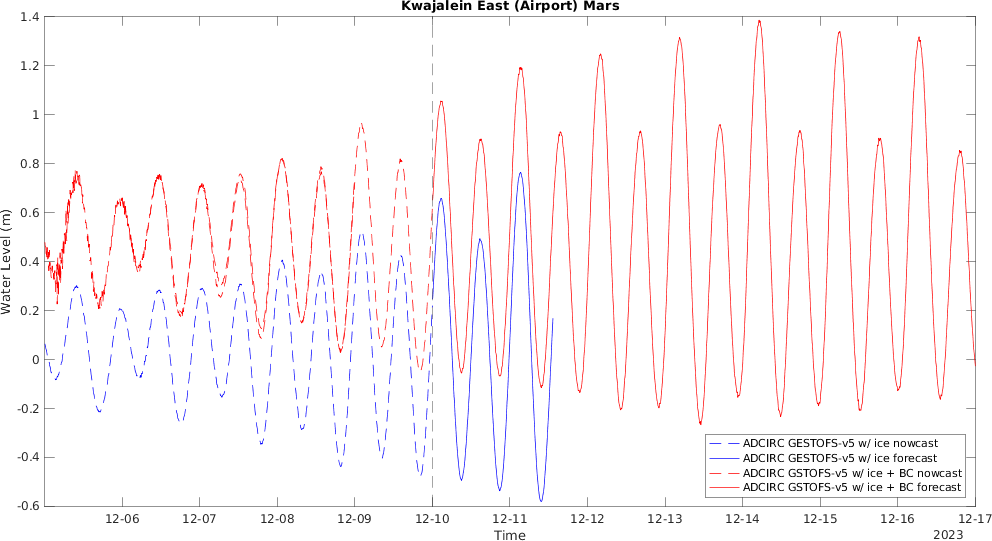 Kwajalein East (Airport) Mars
1.4
1.2
1
0.8
0.6
0.4
0.2
0
-0.2
-0.4
-0.6
Water Level (m)
ADCIRC GESTOFS-v5 w/ ice nowcast
ADCIRC GESTOFS-v5 w/ ice forecast
ADCIRC GSTOFS-v5 w/ ice + BC nowcast
ADCIRC GSTOFS-v5 w/ ice + BC forecast
12-06 12-07 12-08 12-09 12-10 12-11 12-12 12-13 12-14 12-15 12-16 12-17
Time
2023